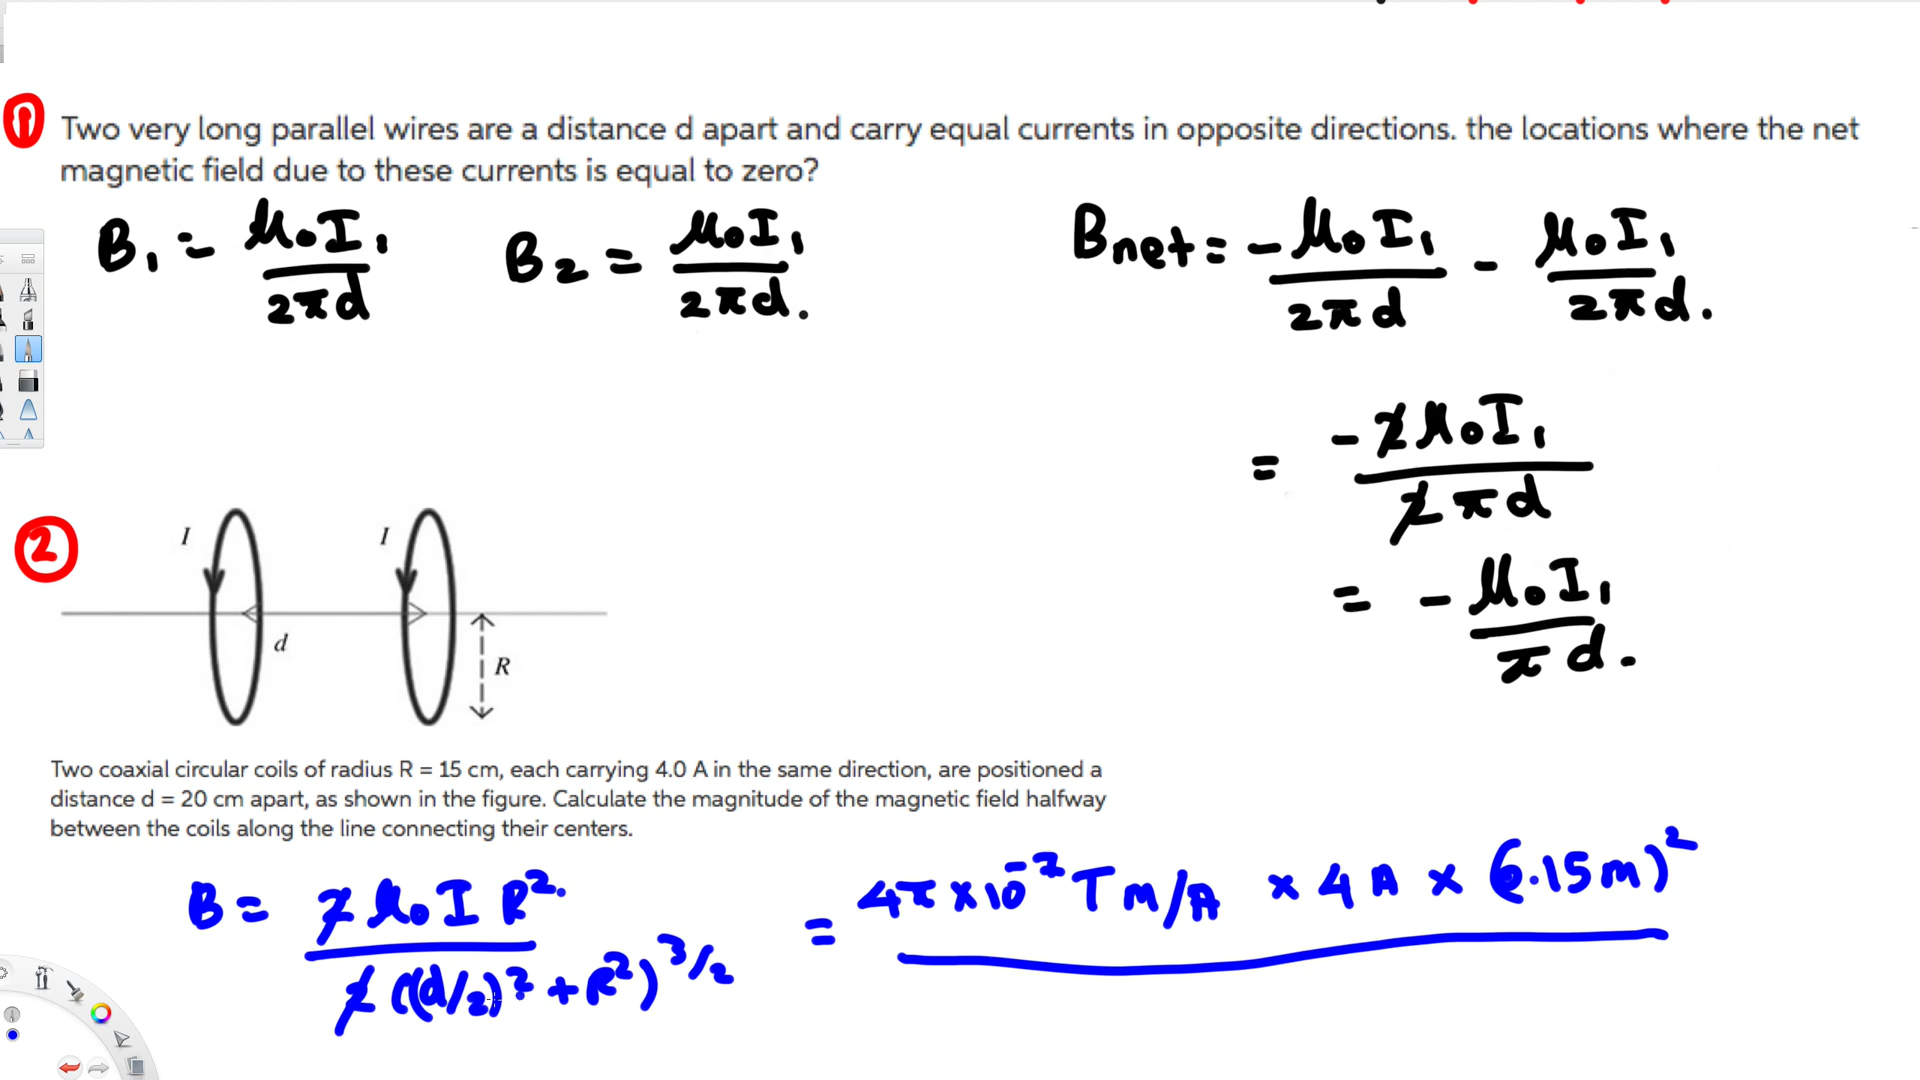 1 Two very long parallel wires are a distance d apart and carry equal currents in opposite directions. the locations where the net
magnetic field due to these currents is equal to zero?
B₁ = μ₀I₁ / 2πd   B₂ = μ₀I₁ / 2πd.   Bnet = -μ₀I₁ / 2πd - μ₀I₁ / 2πd.
= -2μ₀I₁ / 2πd
= -μ₀I₁ / πd.
2
I   I
d
R
Two coaxial circular coils of radius R = 15 cm, each carrying 4.0 A in the same direction, are positioned a
distance d = 20 cm apart, as shown in the figure. Calculate the magnitude of the magnetic field halfway
between the coils along the line connecting their centers.
B = 2μ₀IR². / 2((d/2)² + R²)^3/2 = 4π×10⁻⁷ Tm/A × 4A × (0.15m)²